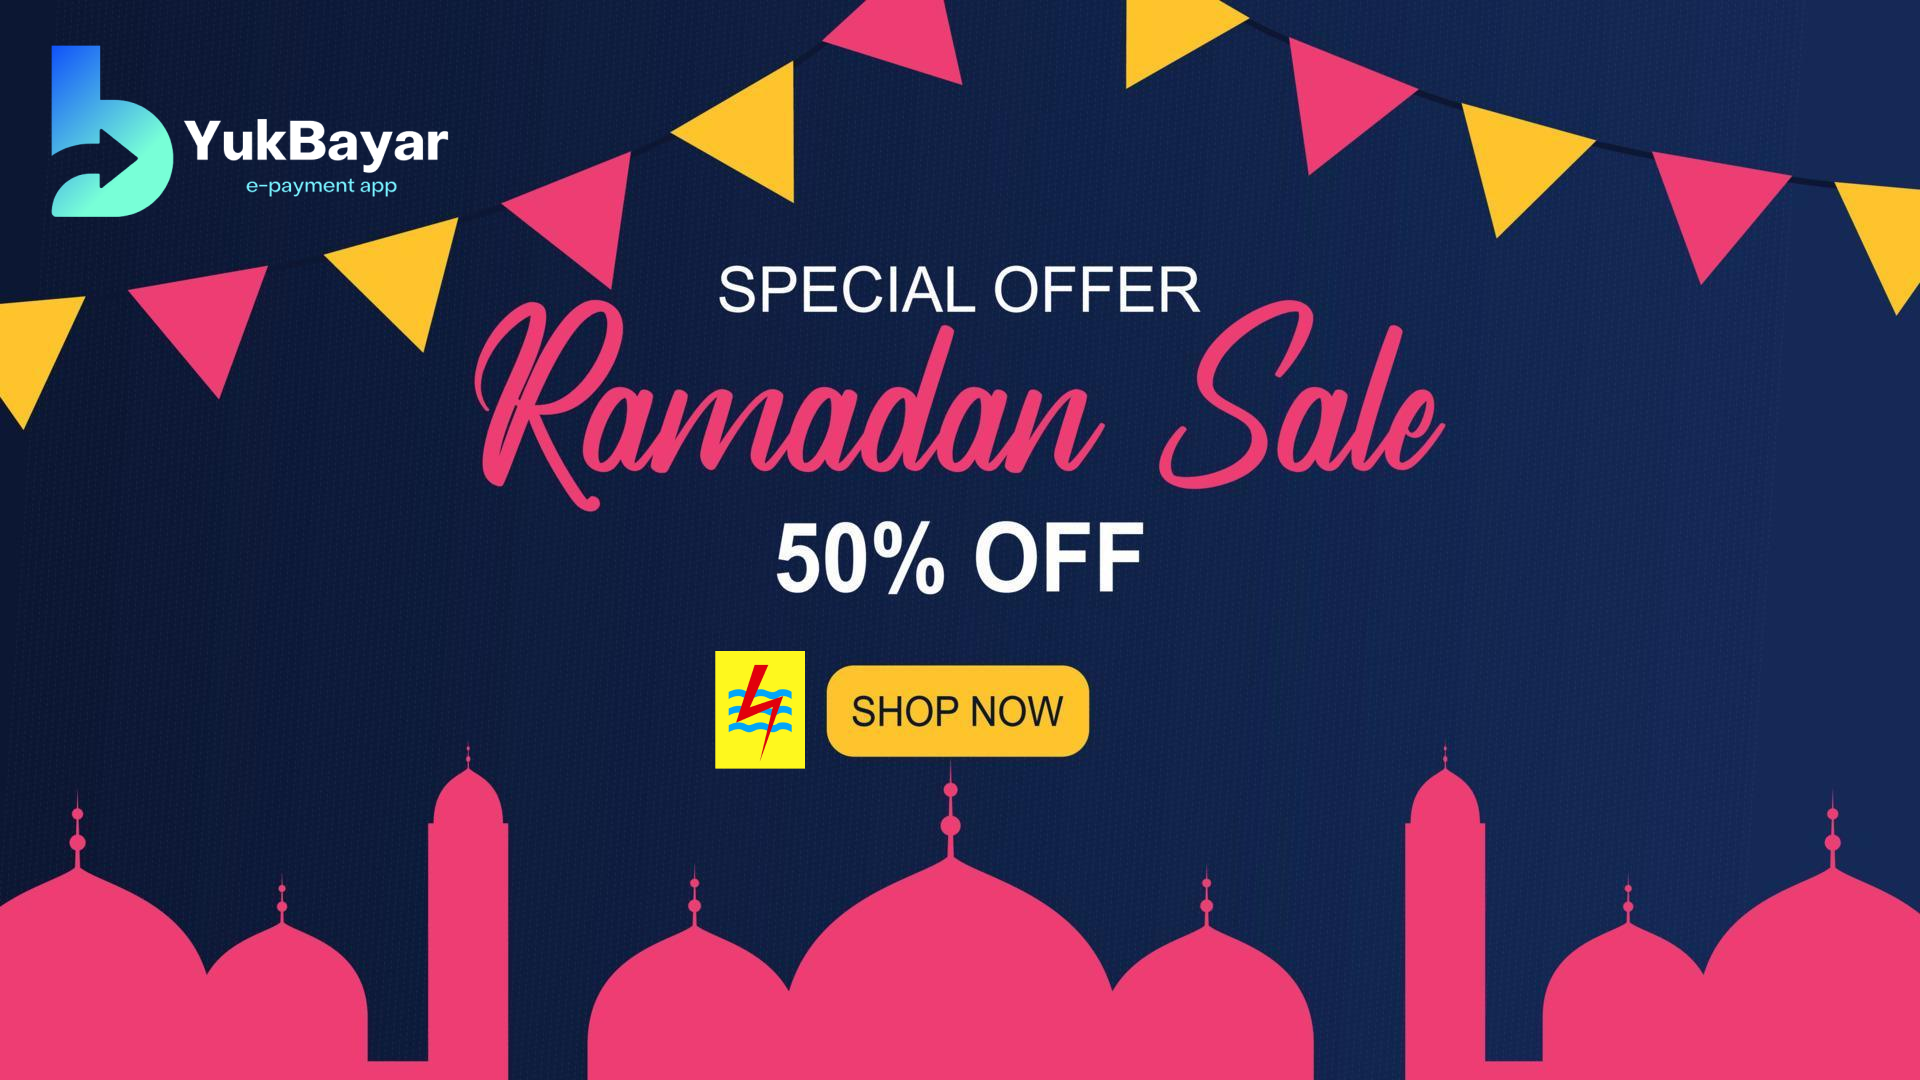 YukBayar
e-payment app
SPECIAL OFFER
Ramadan Sale
50% OFF
SHOP NOW